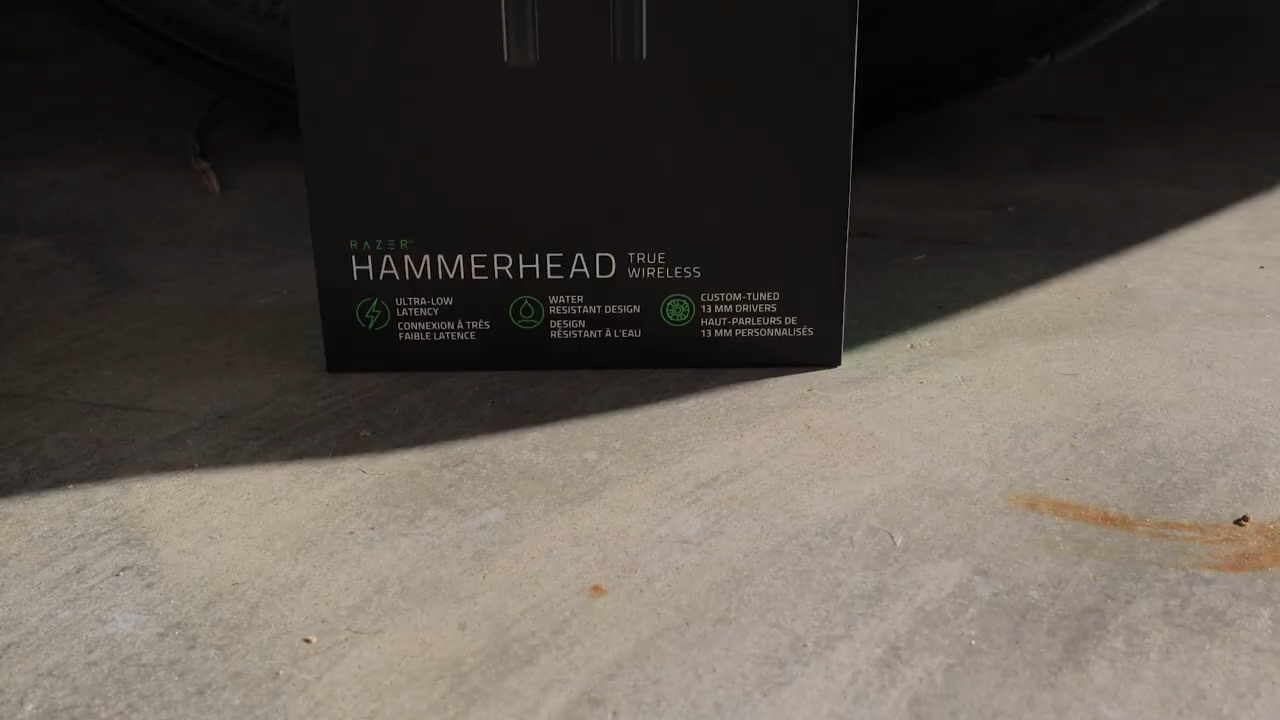 RAZER™
HAMMERHEAD TRUE WIRELESS
ULTRA-LOW
LATENCY
CONNEXION À TRÈS
FAIBLE LATENCE
WATER
RESISTANT DESIGN
DESIGN
RÉSISTANT À L'EAU
CUSTOM-TUNED
13 MM DRIVERS
HAUT-PARLEURS DE
13 MM PERSONNALISÉS